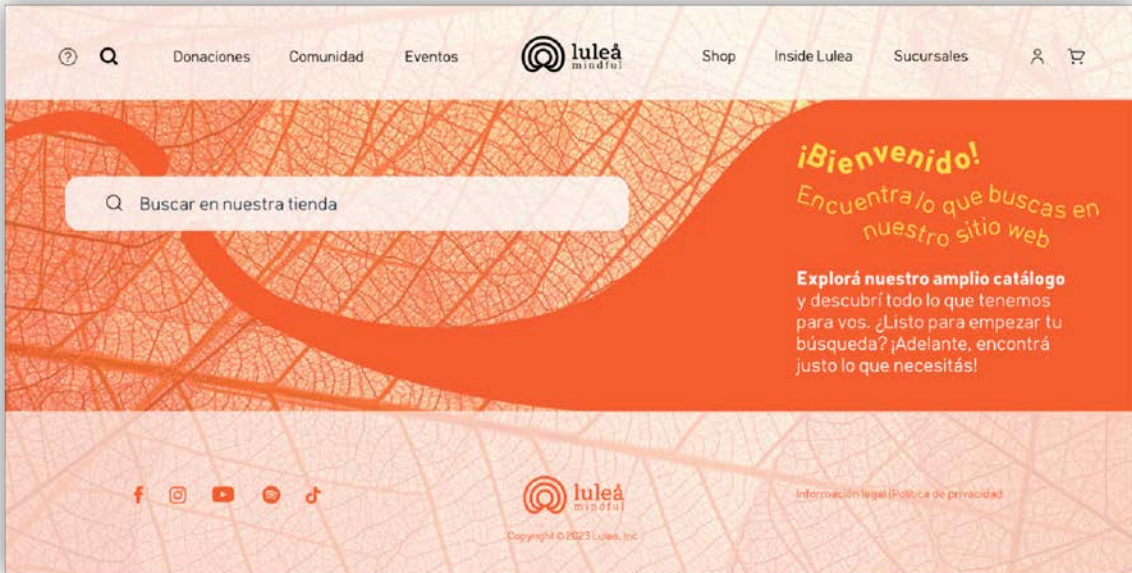 Donaciones Comunidad Eventos luleå mindful Shop Inside Lulea Sucursales
¡Bienvenido!
Encuentra lo que buscas en
nuestro sitio web
Buscar en nuestra tienda
Explorá nuestro amplio catálogo
y descubrí todo lo que tenemos
para vos. ¿Listo para empezar tu
búsqueda? ¡Adelante, encontrá
justo lo que necesitás!
luleå
mindful
Información legal|Política de privacidad
Copyright © 2023 Lulea, Inc